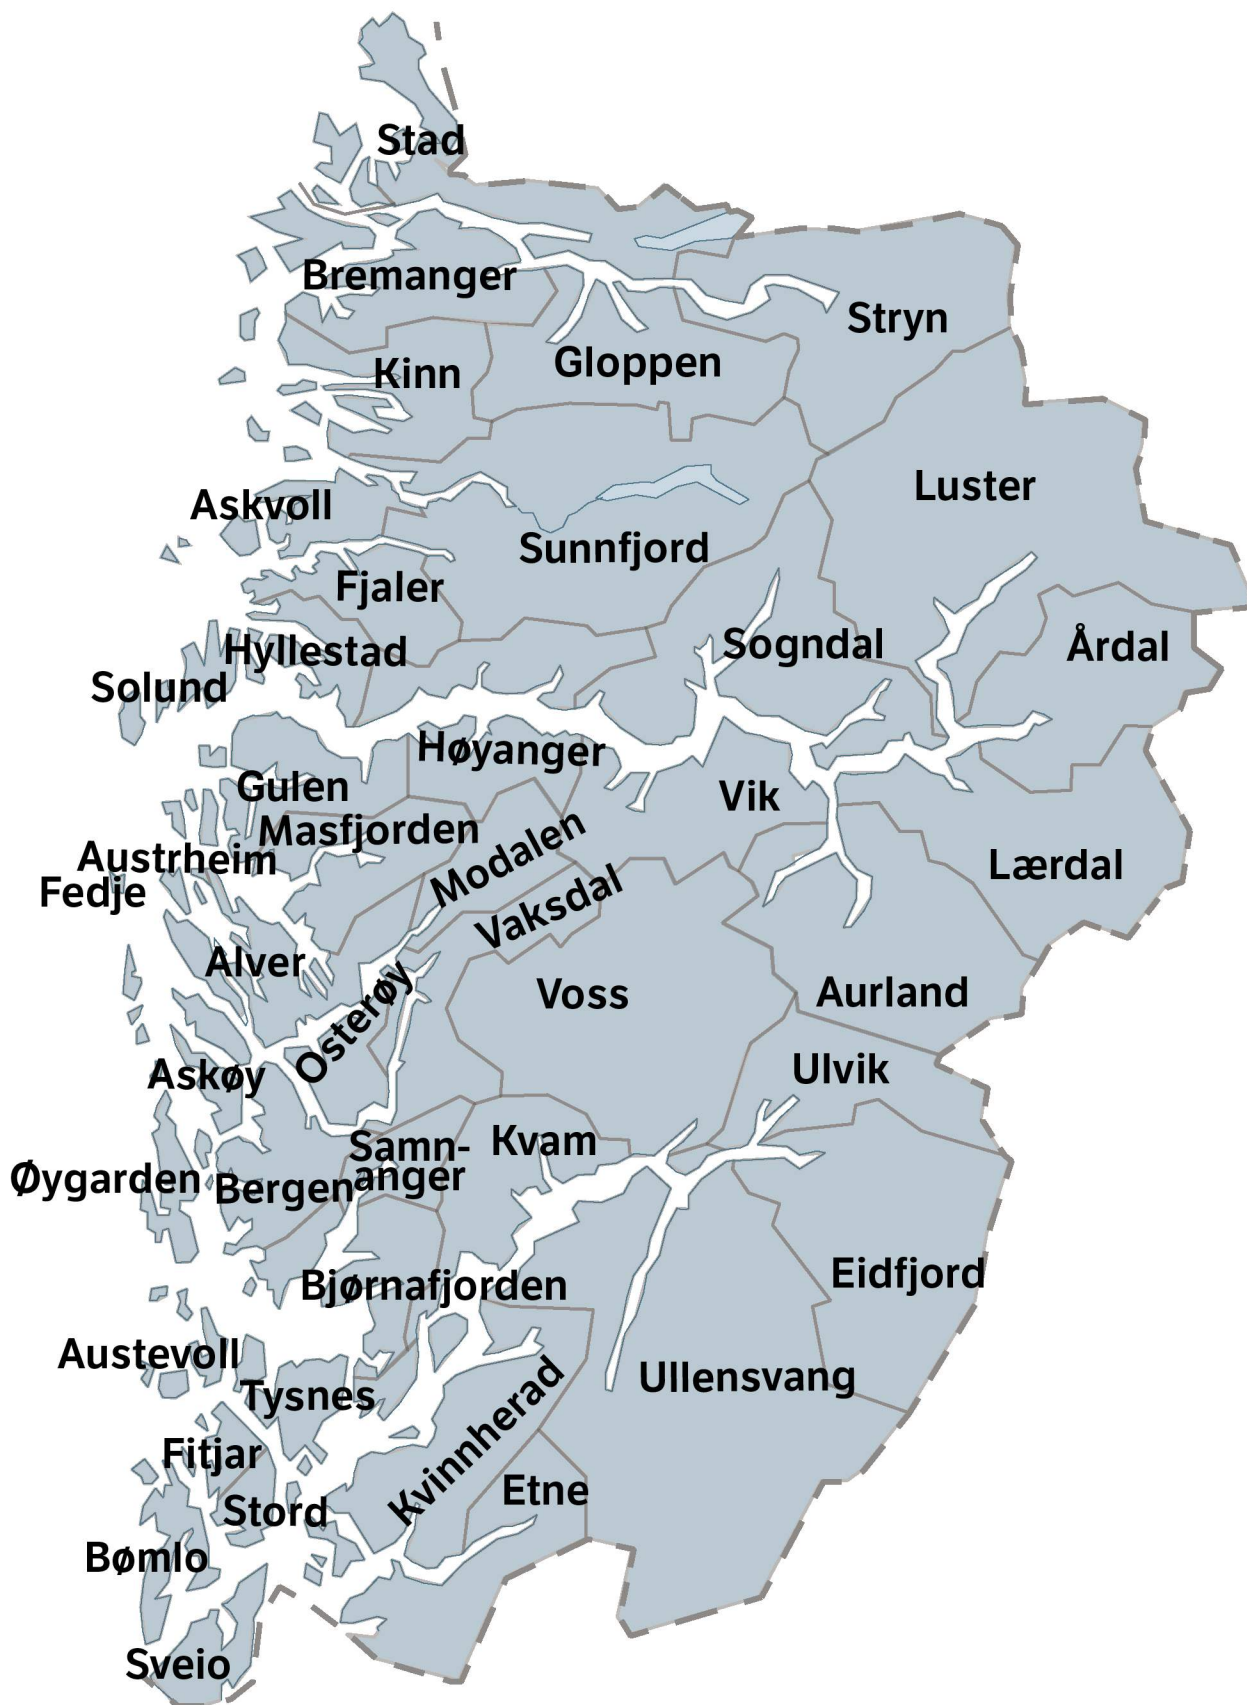 Stad
Bremanger
Stryn
Gloppen
Kinn
Luster
Askvoll
Sunnfjord
Fjaler
Sogndal
Årdal
Hyllestad
Solund
Høyanger
Gulen
Vik
Masfjorden
Modalen
Austrheim
Lærdal
Fedje
Vaksdal
Alver
Voss
Aurland
Osterøy
Ulvik
Askøy
Kvam
Samn-
anger
Øygarden
Bergen
Eidfjord
Bjørnafjorden
Austevoll
Ullensvang
Tysnes
Kvinnherad
Fitjar
Etne
Stord
Bømlo
Sveio